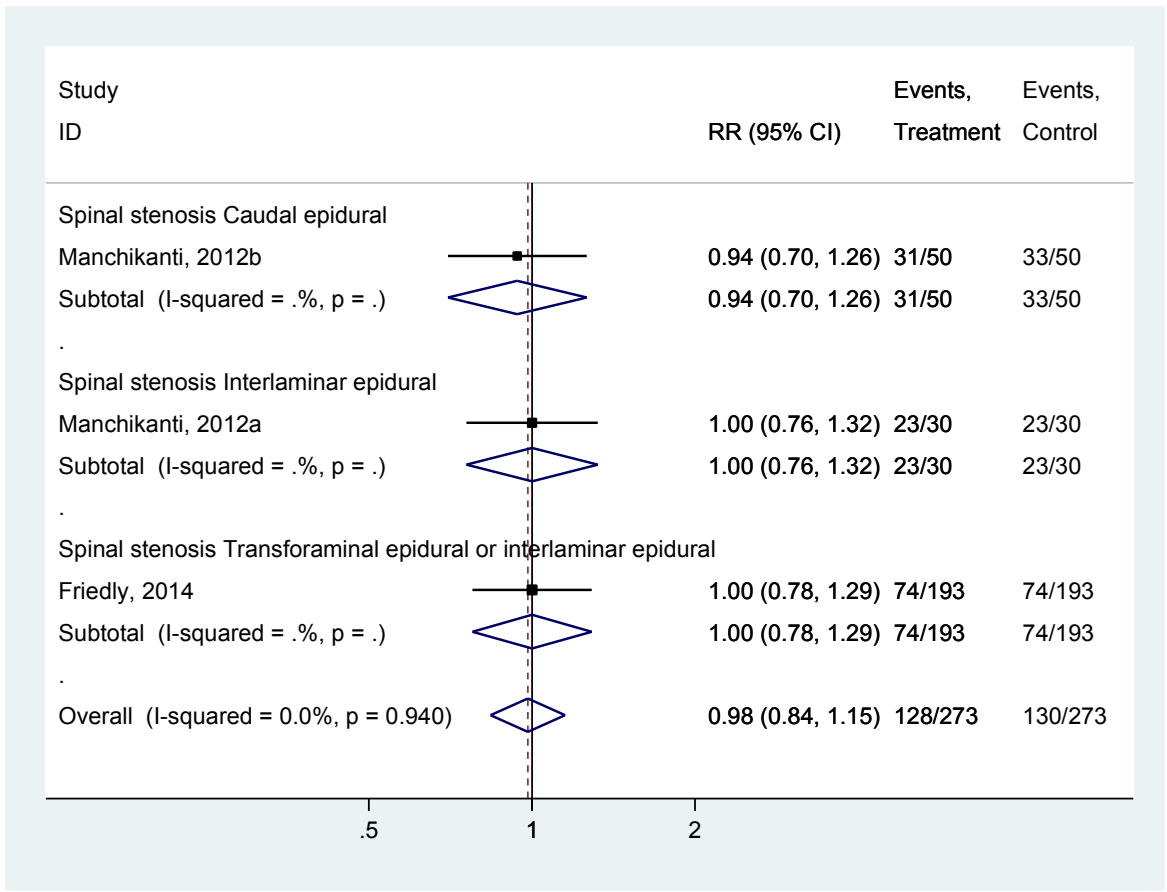 Study Events, Events,
ID RR (95% CI) Treatment Control
Spinal stenosis Caudal epidural
Manchikanti, 2012b 0.94 (0.70, 1.26) 31/50 33/50
Subtotal (I-squared = .%, p = .) 0.94 (0.70, 1.26) 31/50 33/50
.
Spinal stenosis Interlaminar epidural
Manchikanti, 2012a 1.00 (0.76, 1.32) 23/30 23/30
Subtotal (I-squared = .%, p = .) 1.00 (0.76, 1.32) 23/30 23/30
.
Spinal stenosis Transforaminal epidural or interlaminar epidural
Friedly, 2014 1.00 (0.78, 1.29) 74/193 74/193
Subtotal (I-squared = .%, p = .) 1.00 (0.78, 1.29) 74/193 74/193
.
Overall (I-squared = 0.0%, p = 0.940) 0.98 (0.84, 1.15) 128/273 130/273
.5 1 2